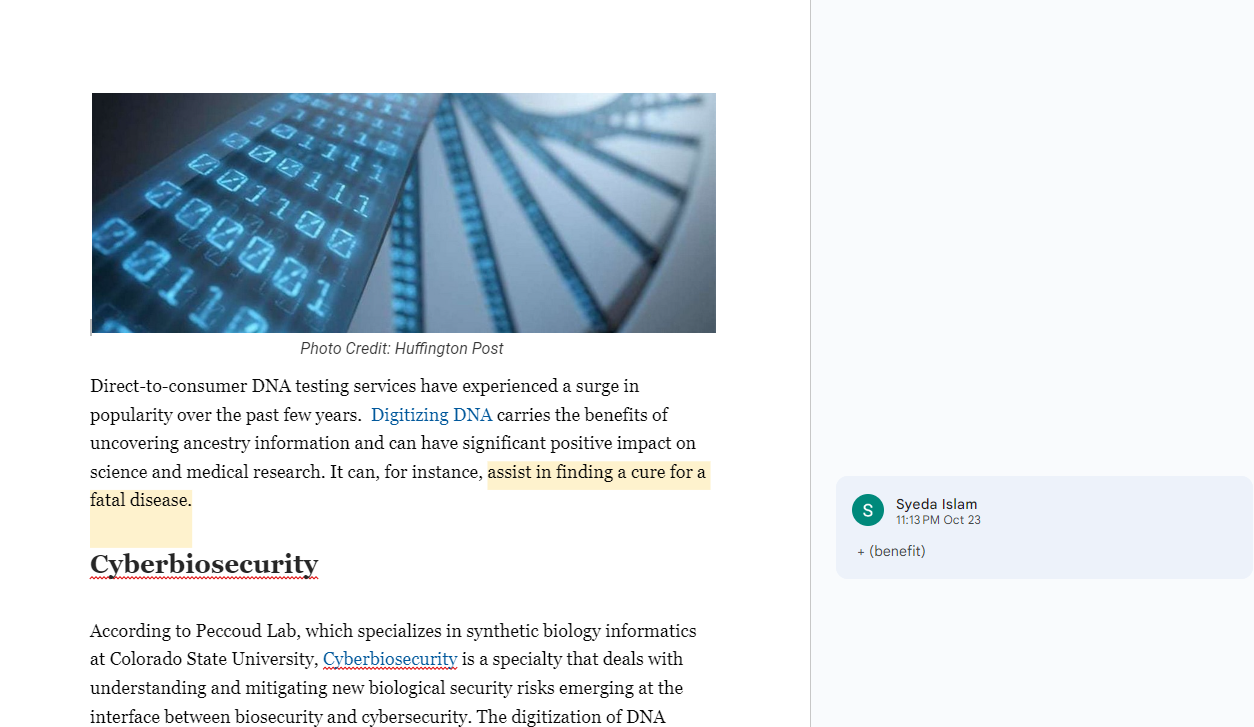 Photo Credit: Huffington Post
Direct-to-consumer DNA testing services have experienced a surge in
popularity over the past few years.  Digitizing DNA carries the benefits of
uncovering ancestry information and can have significant positive impact on
science and medical research. It can, for instance, assist in finding a cure for a
fatal disease.
Cyberbiosecurity
According to Peccoud Lab, which specializes in synthetic biology informatics
at Colorado State University, Cyberbiosecurity is a specialty that deals with
understanding and mitigating new biological security risks emerging at the
interface between biosecurity and cybersecurity. The digitization of DNA
S
Syeda Islam
11:13 PM Oct 23
+ (benefit)